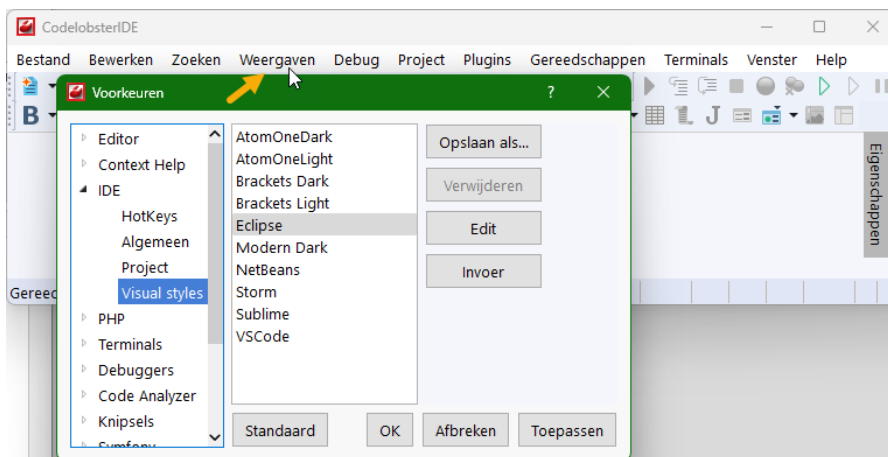 CodelobsterIDE
Bestand Bewerken Zoeken Weergaven Debug Project Plugins Gereedschappen Terminals Venster Help
Voorkeuren ?
B
J
Editor
Context Help
IDE
HotKeys
Algemeen
Project
Visual styles
PHP
Terminals
Debuggers
Code Analyzer
Knipsels
AtomOneDark
AtomOneLight
Brackets Dark
Brackets Light
Eclipse
Modern Dark
NetBeans
Storm
Sublime
VSCode
Opslaan als...
Verwijderen
Edit
Invoer
Standaard OK Afbreken Toepassen
Eigenschappen
Gereed